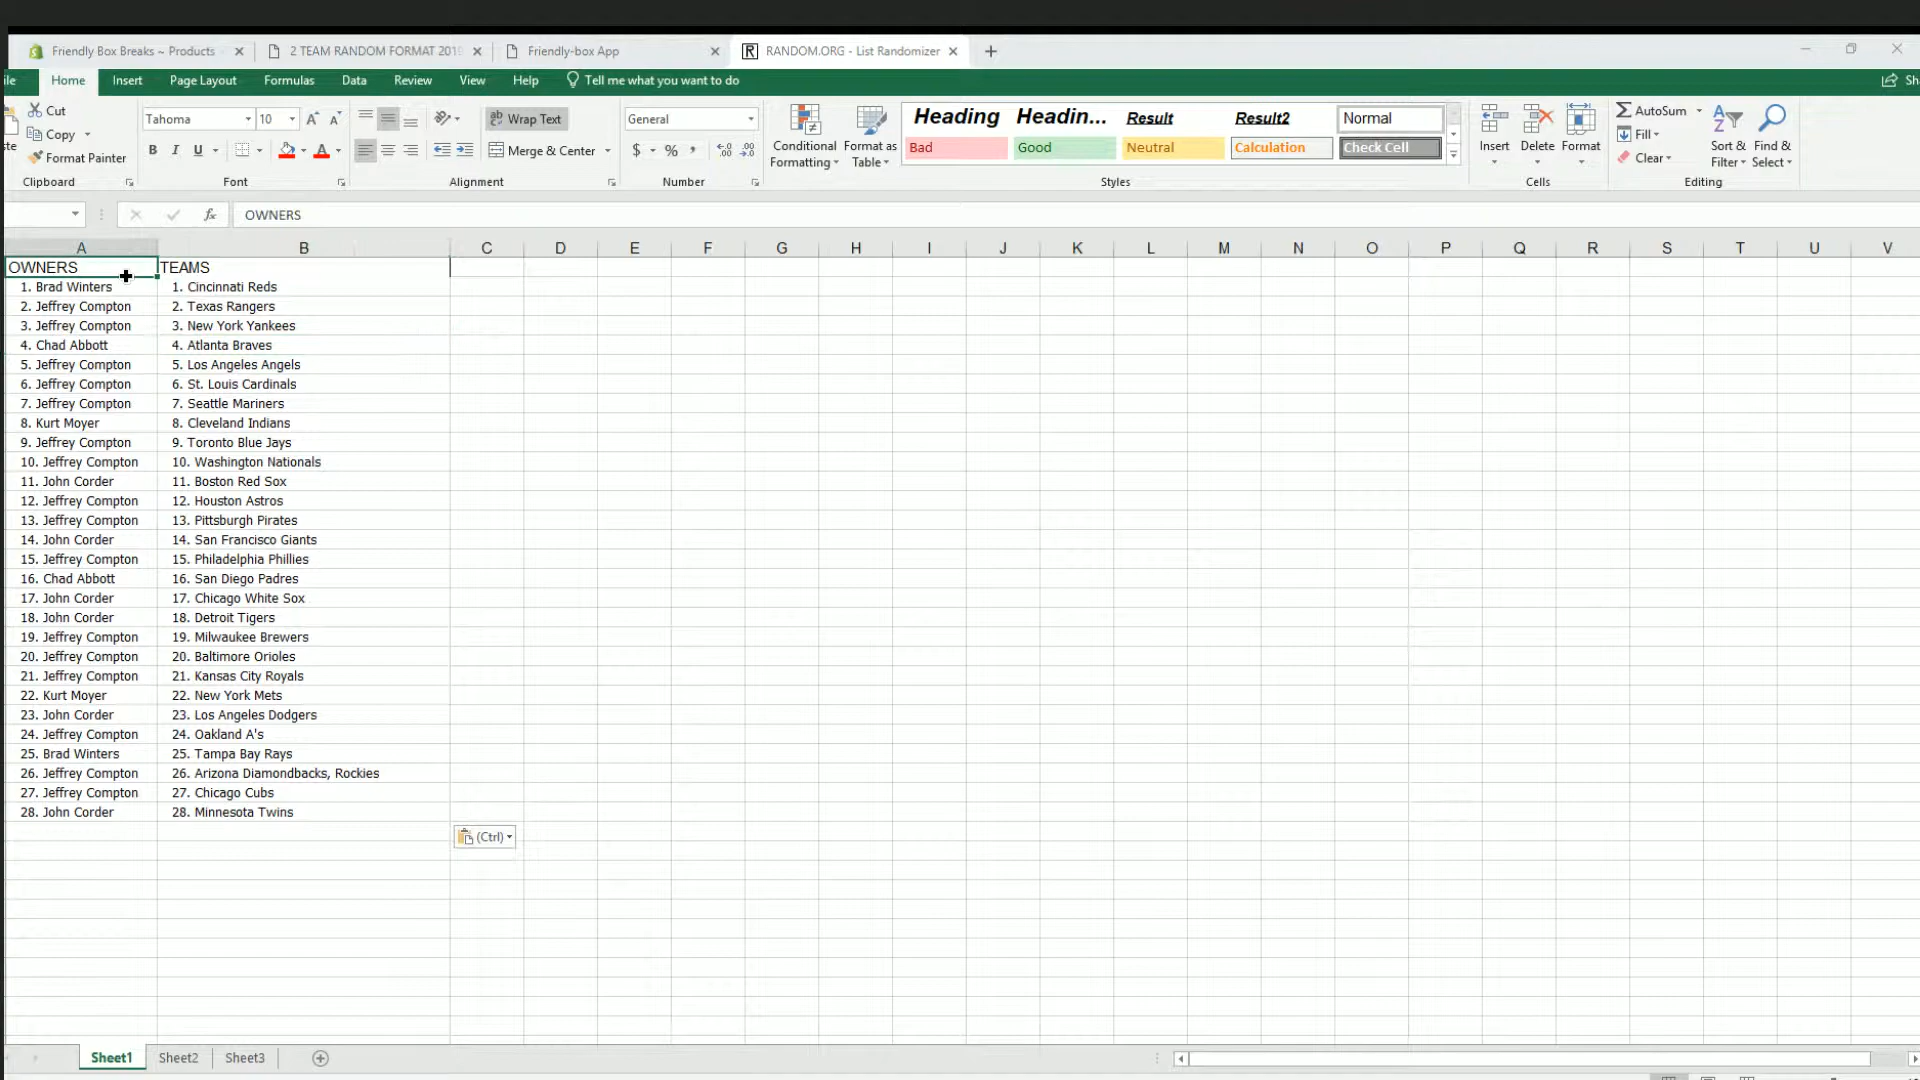 Friendly Box Breaks ~ Products
2 TEAM RANDOM FORMAT 2019
Friendly-box App
RANDOM.ORG - List Randomizer
Home Insert Page Layout Formulas Data Review View Help Tell me what you want to do
Cut
Copy
Format Painter
Clipboard
Tahoma 10
B I U
Font
Wrap Text
Merge & Center
Alignment
General
$ % ,
Number
Conditional Formatting
Format as Table
Heading Headin... Result Result2 Normal
Bad Good Neutral Calculation Check Cell
Styles
Insert Delete Format
Cells
AutoSum
Fill
Clear
Sort & Filter
Find & Select
Editing
fx OWNERS
A B C D E F G H I J K L M N O P Q R S T U V
OWNERS TEAMS
1. Brad Winters 1. Cincinnati Reds
2. Jeffrey Compton 2. Texas Rangers
3. Jeffrey Compton 3. New York Yankees
4. Chad Abbott 4. Atlanta Braves
5. Jeffrey Compton 5. Los Angeles Angels
6. Jeffrey Compton 6. St. Louis Cardinals
7. Jeffrey Compton 7. Seattle Mariners
8. Kurt Moyer 8. Cleveland Indians
9. Jeffrey Compton 9. Toronto Blue Jays
10. Jeffrey Compton 10. Washington Nationals
11. John Corder 11. Boston Red Sox
12. Jeffrey Compton 12. Houston Astros
13. Jeffrey Compton 13. Pittsburgh Pirates
14. John Corder 14. San Francisco Giants
15. Jeffrey Compton 15. Philadelphia Phillies
16. Chad Abbott 16. San Diego Padres
17. John Corder 17. Chicago White Sox
18. John Corder 18. Detroit Tigers
19. Jeffrey Compton 19. Milwaukee Brewers
20. Jeffrey Compton 20. Baltimore Orioles
21. Jeffrey Compton 21. Kansas City Royals
22. Kurt Moyer 22. New York Mets
23. John Corder 23. Los Angeles Dodgers
24. Jeffrey Compton 24. Oakland A's
25. Brad Winters 25. Tampa Bay Rays
26. Jeffrey Compton 26. Arizona Diamondbacks, Rockies
27. Jeffrey Compton 27. Chicago Cubs
28. John Corder 28. Minnesota Twins
(Ctrl)
Sheet1 Sheet2 Sheet3